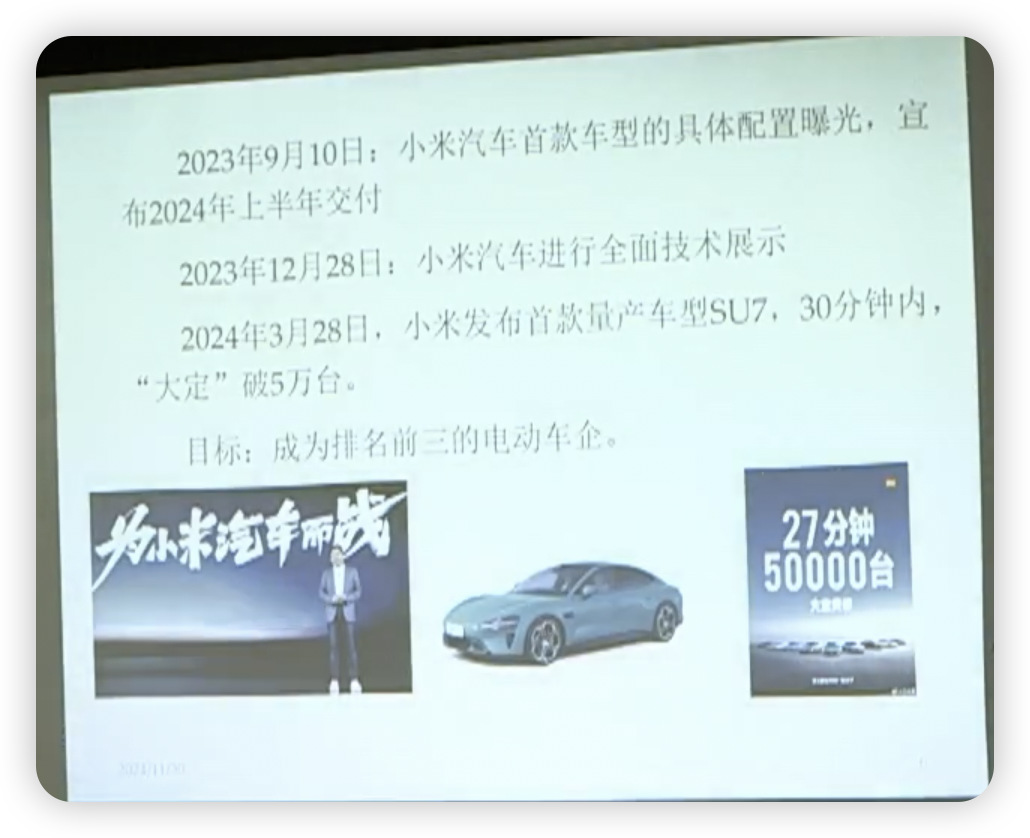 2023年9月10日：小米汽车首款车型的具体配置曝光，宣
布2024年上半年交付
2023年12月28日：小米汽车进行全面技术展示
2024年3月28日，小米发布首款量产车型SU7，30分钟内，
“大定”破5万台。
目标：成为排名前三的电动车企。
为小米汽车而战
27分钟
50000台